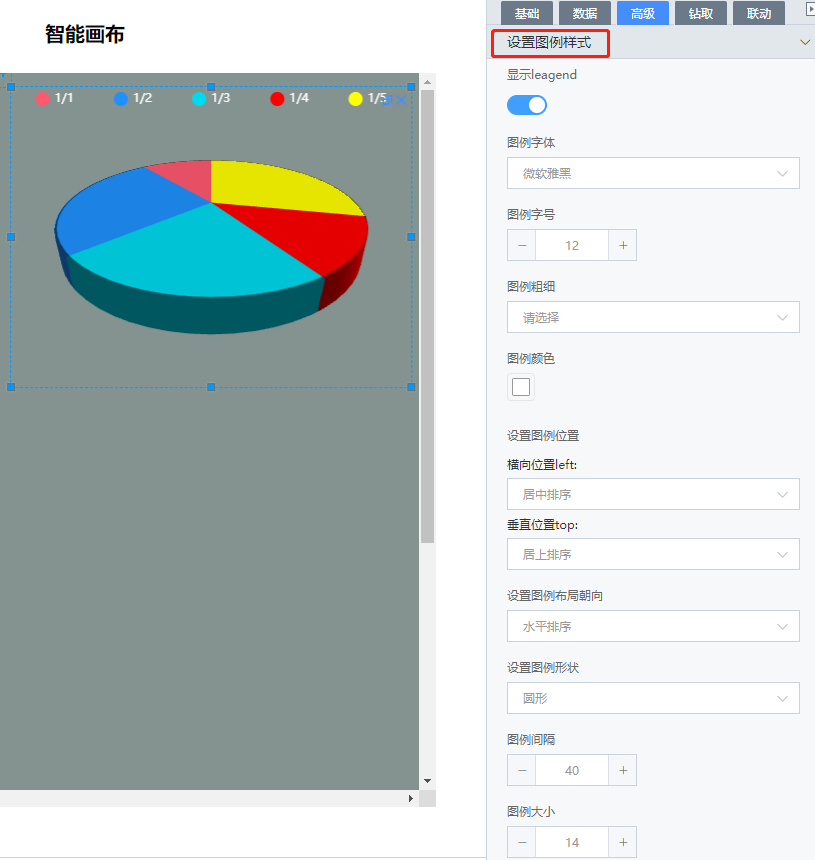 智能画布
1/1 1/2 1/3 1/4 1/5
基础 数据 高级 钻取 联动
设置图例样式
显示leagend
图例字体
微软雅黑
图例字号
− 12 +
图例粗细
请选择
图例颜色
设置图例位置
横向位置left:
居中排序
垂直位置top:
居上排序
设置图例布局朝向
水平排序
设置图例形状
圆形
图例间隔
− 40 +
图例大小
− 14 +